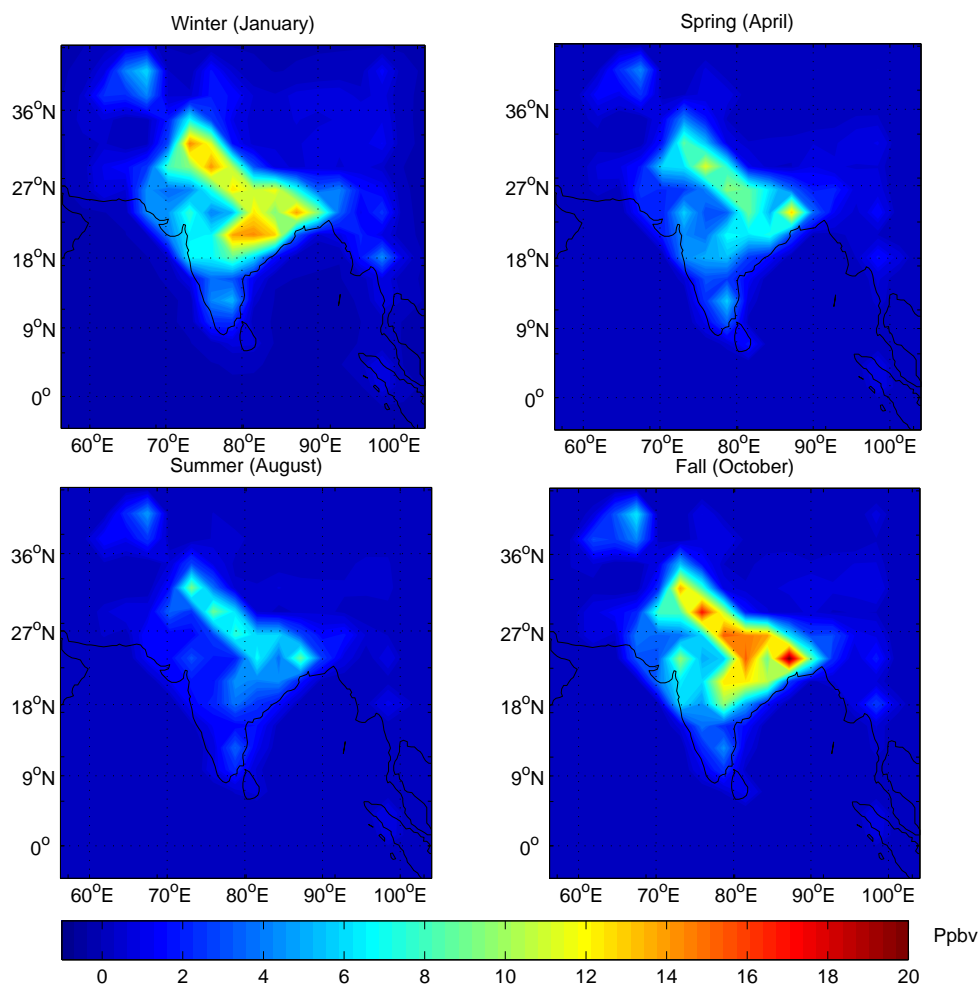 Winter (January)
Spring (April)
36°N
27°N
18°N
9°N
0°
60°E 70°E 80°E 90°E 100°E
36°N
27°N
18°N
9°N
0°
60°E 70°E 80°E 90°E 100°E
Summer (August)
Fall (October)
36°N
27°N
18°N
9°N
0°
60°E 70°E 80°E 90°E 100°E
36°N
27°N
18°N
9°N
0°
60°E 70°E 80°E 90°E 100°E
Ppbv
0 2 4 6 8 10 12 14 16 18 20